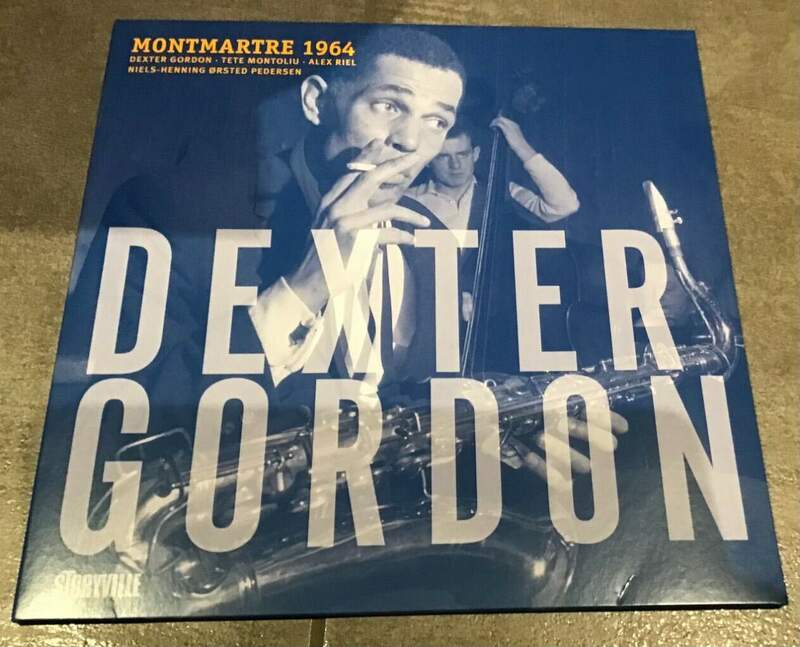 MONTMARTRE 1964
DEXTER GORDON · TETE MONTOLIU · ALEX RIEL
NIELS-HENNING ØRSTED PEDERSEN
DEXTER
GORDON
STORYVILLE